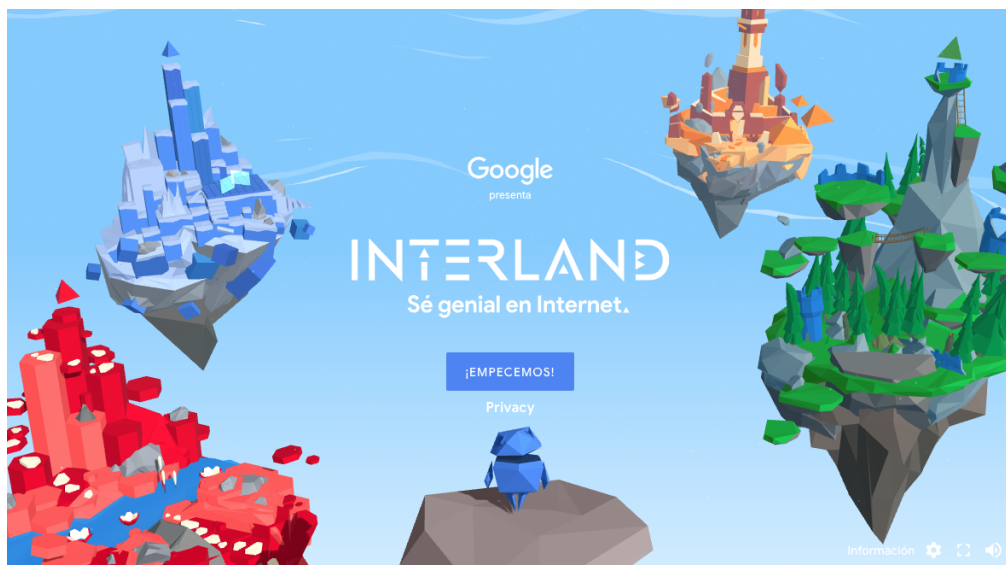 Google
presenta
INTERLAND
Sé genial en Internet.
¡EMPECEMOS!
Privacy
Información